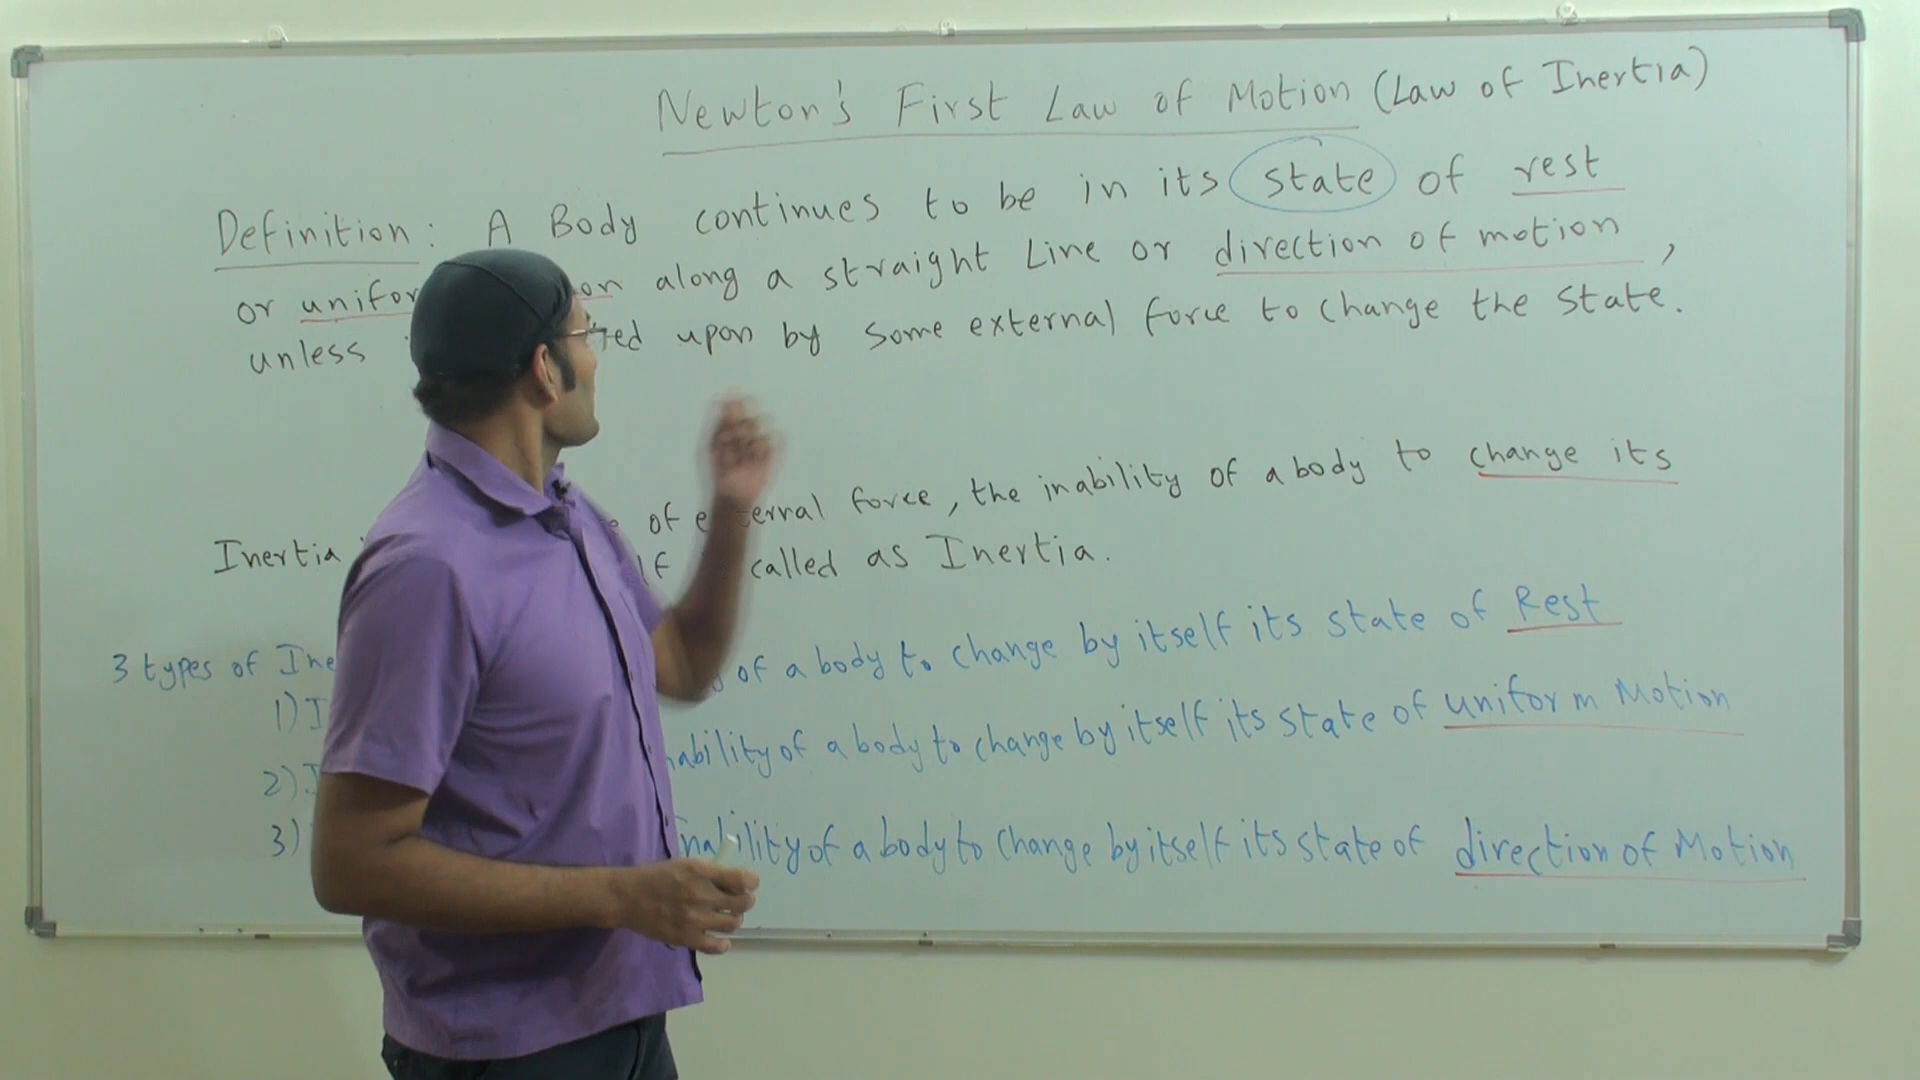 Newton's First Law of Motion (Law of Inertia)
Definition: A Body continues to be in its state of rest
or unifor on along a straight Line or direction of motion,
unless ted upon by some external force to change the state.
of e ernal force, the inability of a body to change its
Inertia lf called as Inertia.
3 types of Ine of a body to change by itself its state of Rest
1) I ability of a body to change by itself its state of uniform Motion
2) I
3) nability of a body to change by itself its state of direction of Motion